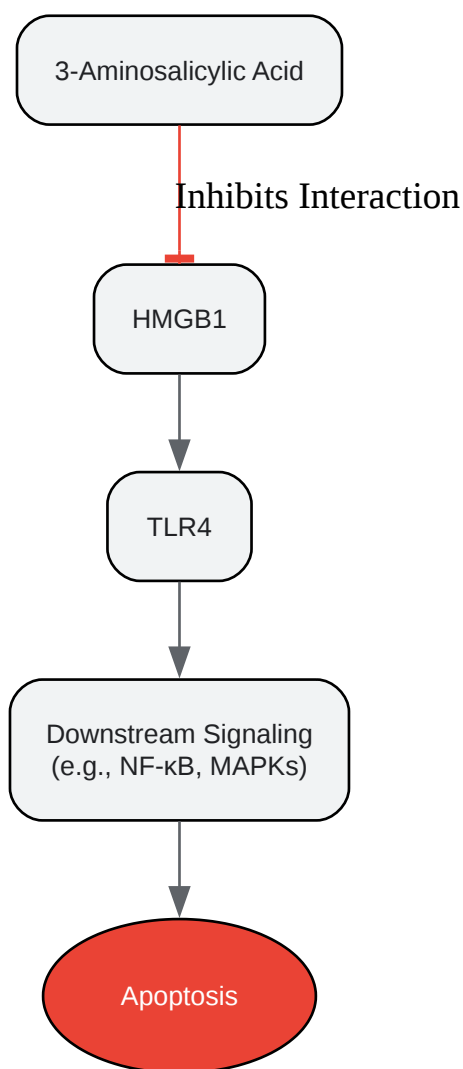 3-Aminosalicylic Acid
Inhibits Interaction
HMGB1
TLR4
Downstream Signaling
(e.g., NF-κB, MAPKs)
Apoptosis